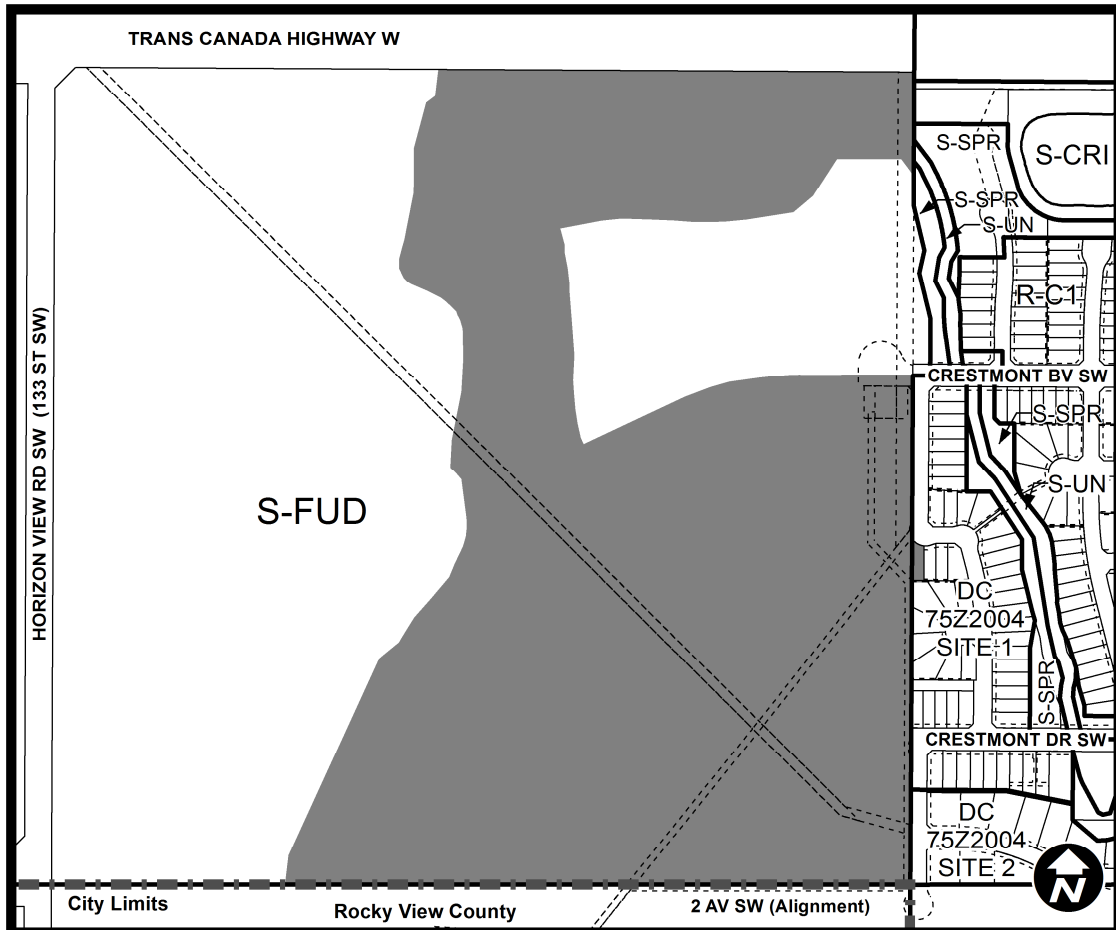 TRANS CANADA HIGHWAY W
S-SPR
S-CRI
S-SPR
S-UN
R-C1
HORIZON VIEW RD SW (133 ST SW)
CRESTMONT BV SW
S-SPR
S-UN
S-FUD
DC
75Z2004
SITE 1
S-SPR
CRESTMONT DR SW
DC
75Z2004
SITE 2
N
City Limits
Rocky View County
2 AV SW (Alignment)